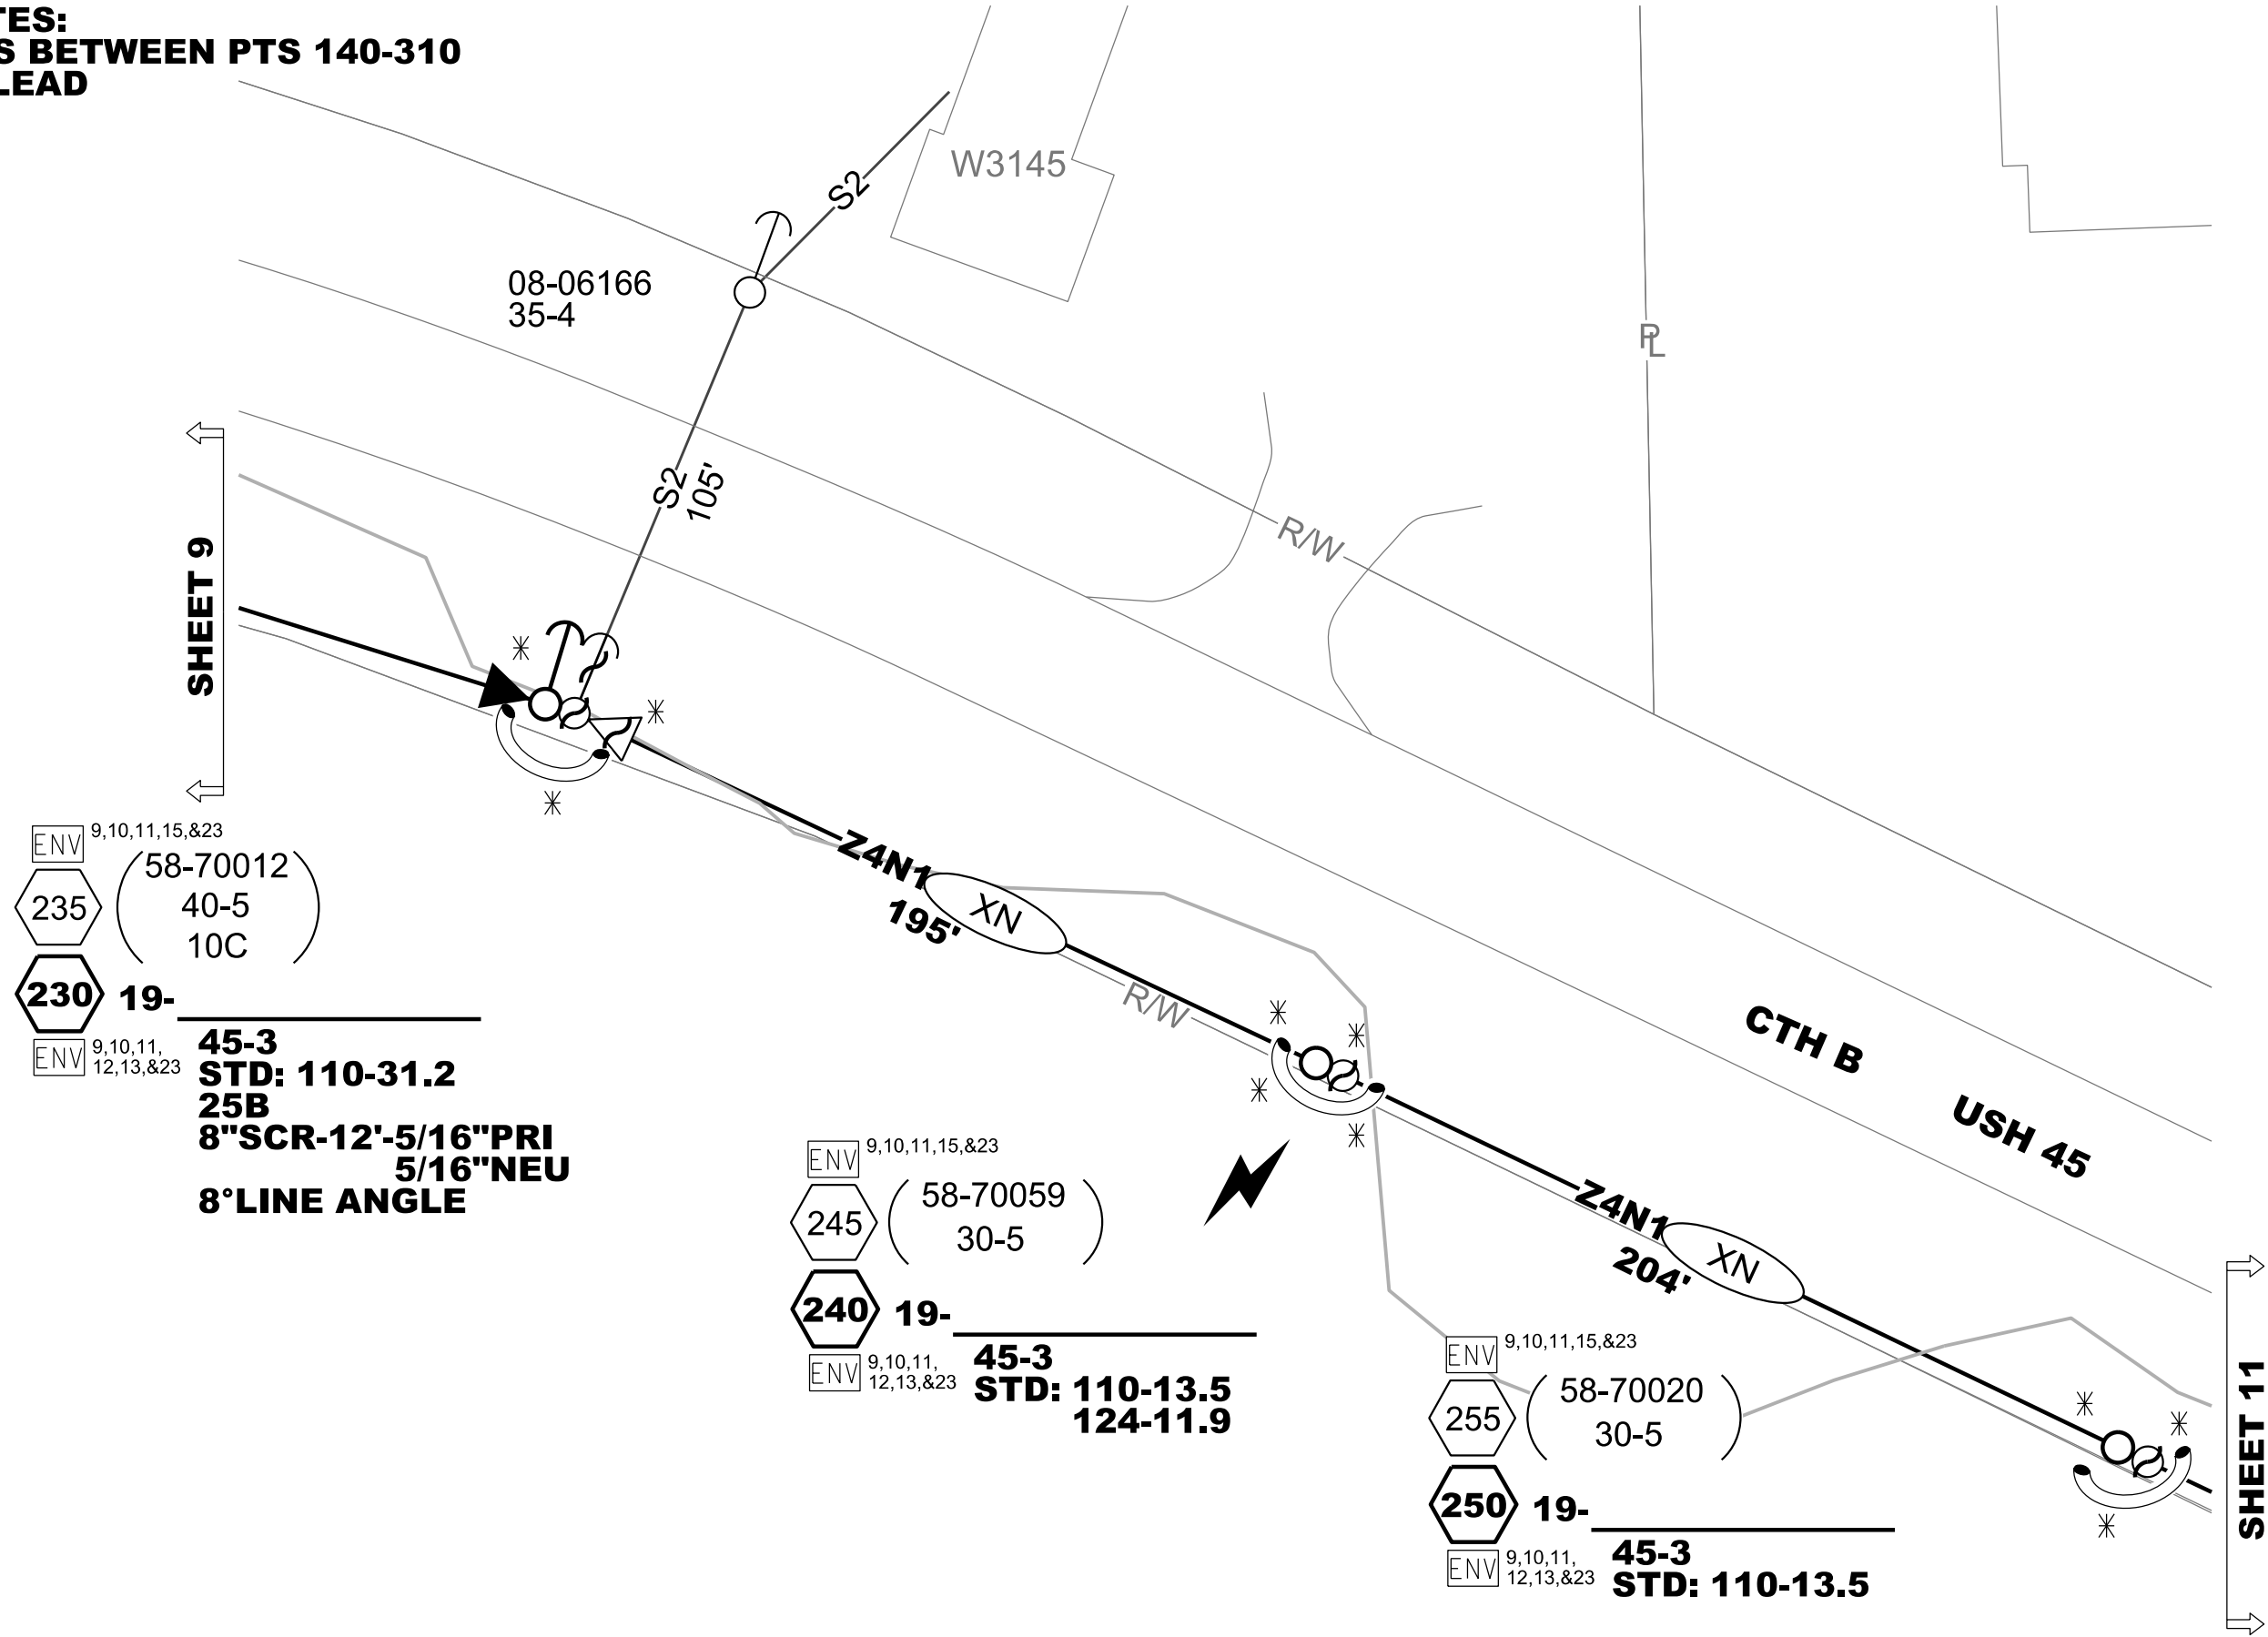 TES:
S BETWEEN PTS 140-310
LEAD
W3145
S2
08-06166
35-4
PL
S2
105'
R/W
SHEET 9
ENV 9,10,11,15,&23
235
58-70012
40-5
10C
230 19-
ENV 9,10,11,
12,13,&23
45-3
STD: 110-31.2
25B
8"SCR-12'-5/16"PRI
5/16"NEU
8°LINE ANGLE
Z4N1
XN
195'
R/W
CTH B
USH 45
ENV 9,10,11,15,&23
245
58-70059
30-5
240 19-
ENV 9,10,11,
12,13,&23
45-3
STD: 110-13.5
124-11.9
Z4N1
XN
204'
ENV 9,10,11,15,&23
255
58-70020
30-5
250 19-
ENV 9,10,11,
12,13,&23
45-3
STD: 110-13.5
SHEET 11